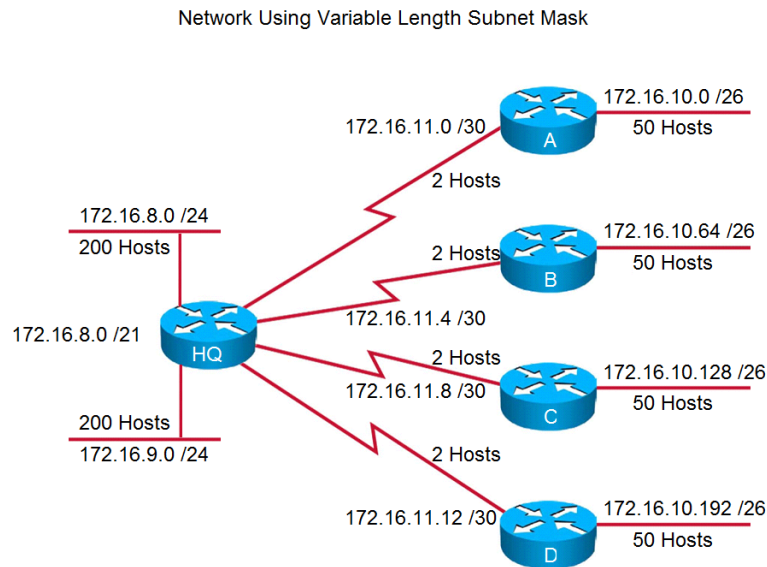 Network Using Variable Length Subnet Mask
172.16.10.0 /26
172.16.11.0 /30
50 Hosts
A
2 Hosts
172.16.8.0 /24
200 Hosts
2 Hosts
172.16.10.64 /26
50 Hosts
B
172.16.11.4 /30
172.16.8.0 /21
HQ
2 Hosts
172.16.11.8 /30
172.16.10.128 /26
50 Hosts
C
200 Hosts
172.16.9.0 /24
2 Hosts
172.16.11.12 /30
172.16.10.192 /26
50 Hosts
D